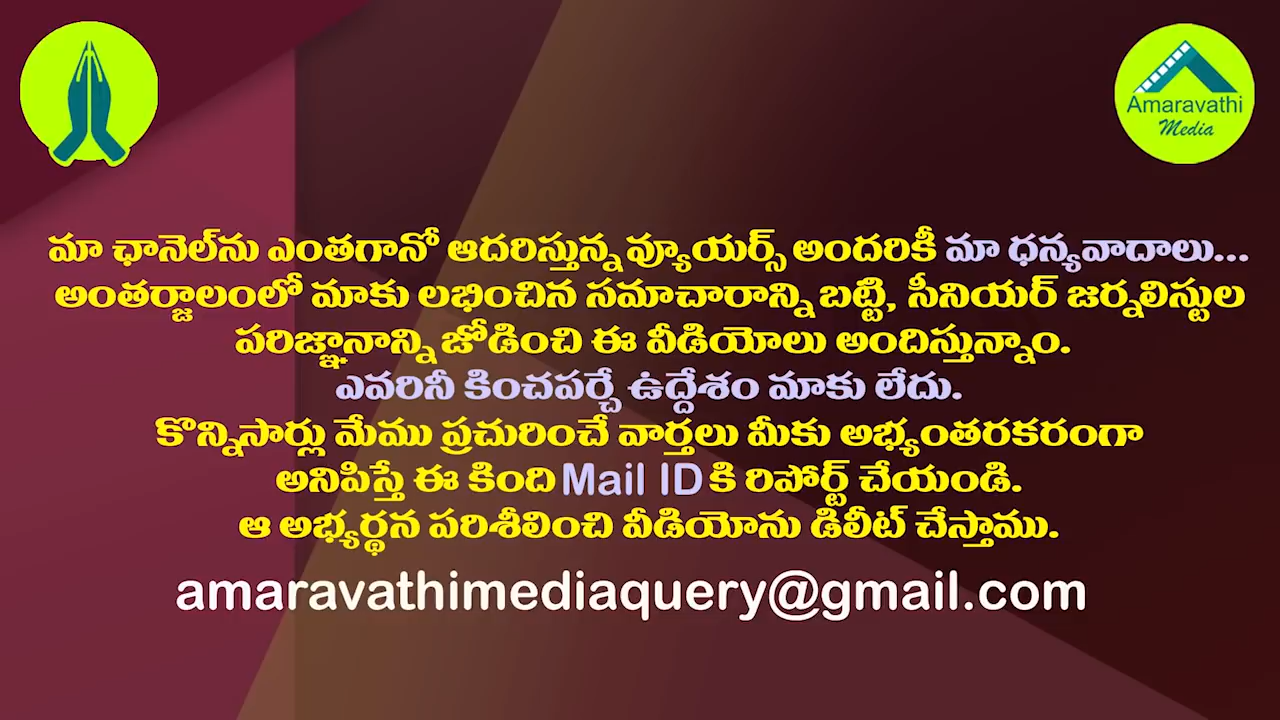 Amaravathi
Media
మా ఛానెల్‌ను ఎంతగానో ఆదరిస్తున్న వ్యూయర్స్ అందరికీ మా ధన్యవాదాలు...
అంతర్జాలంలో మాకు లభించిన సమాచారాన్ని బట్టి, సీనియర్ జర్నలిస్టుల
పరిజ్ఞానాన్ని జోడించి ఈ వీడియోలు అందిస్తున్నాం.
ఎవరినీ కించపర్చే ఉద్దేశం మాకు లేదు.
కొన్నిసార్లు మేము ప్రచురించే వార్తలు మీకు అభ్యంతరకరంగా
అనిపిస్తే ఈ కింది Mail ID కి రిపోర్ట్ చేయండి.
ఆ అభ్యర్థన పరిశీలించి వీడియోను డిలీట్ చేస్తాము.
amaravathimediaquery@gmail.com